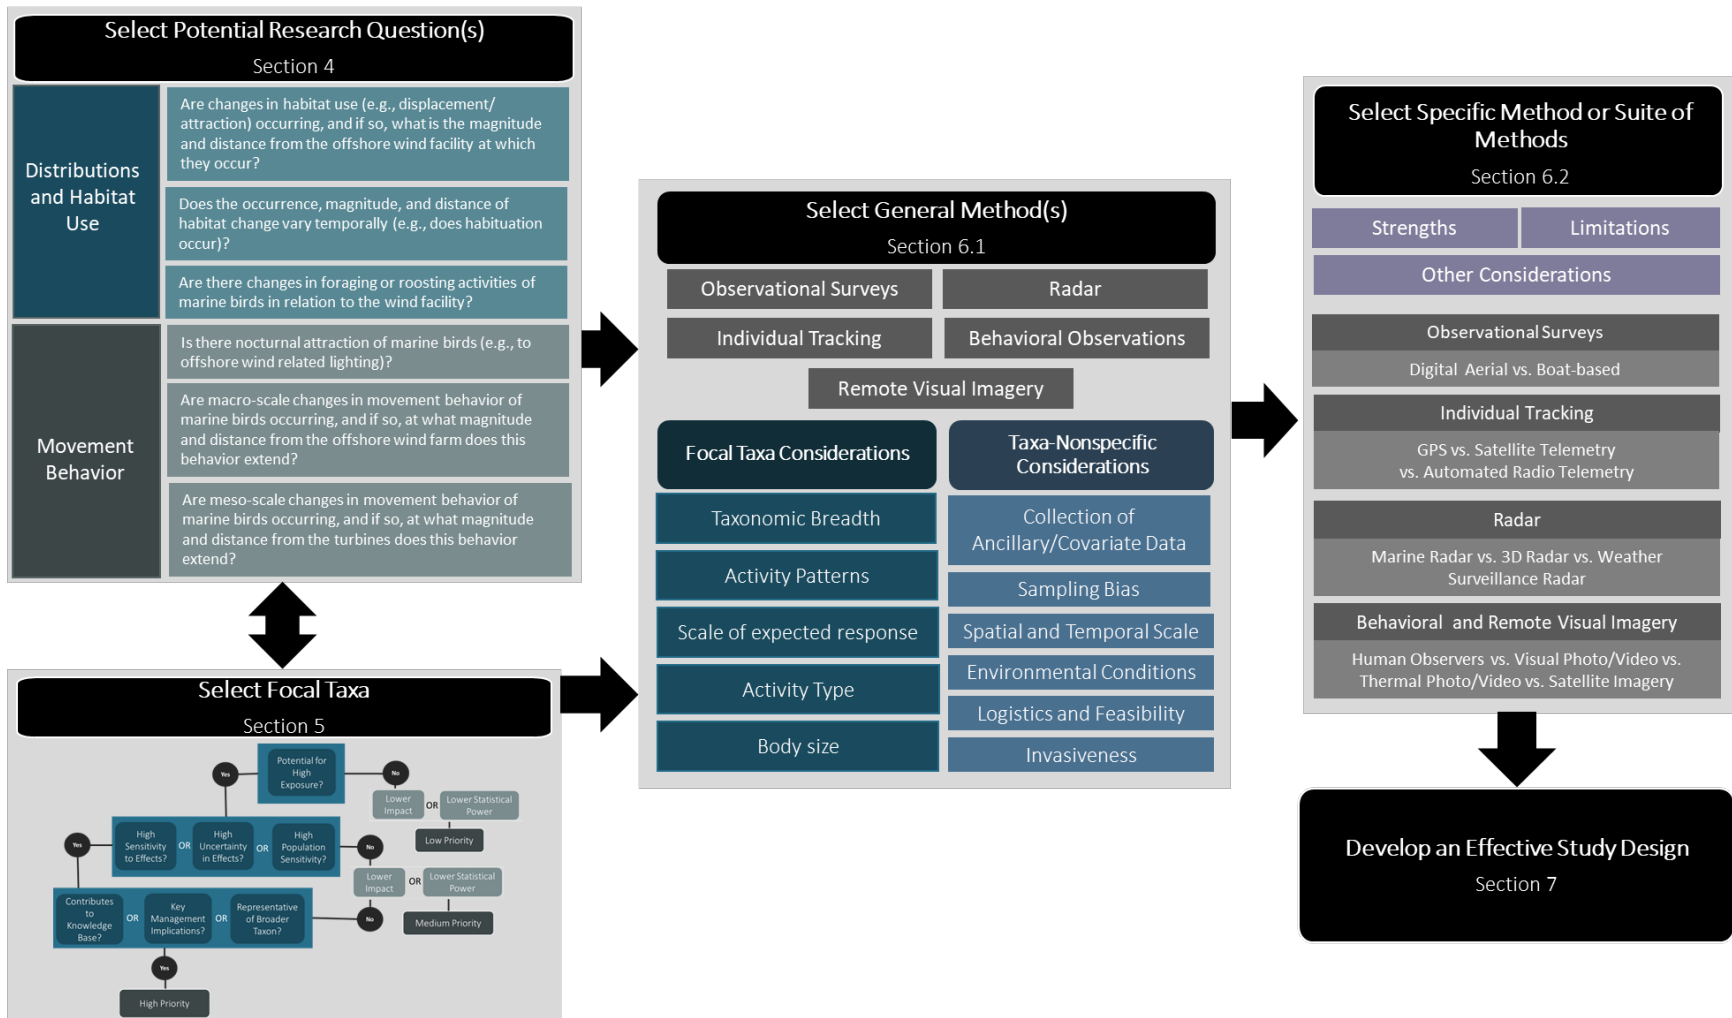 Select Potential Research Question(s)
Section 4
Distributions
and Habitat
Use
Are changes in habitat use (e.g., displacement/
attraction) occurring, and if so, what is the magnitude
and distance from the offshore wind facility at which
they occur?
Does the occurrence, magnitude, and distance of
habitat change vary temporally (e.g., does habituation
occur)?
Are there changes in foraging or roosting activities of
marine birds in relation to the wind facility?
Movement
Behavior
Is there nocturnal attraction of marine birds (e.g., to
offshore wind related lighting)?
Are macro-scale changes in movement behavior of
marine birds occurring, and if so, at what magnitude
and distance from the offshore wind farm does this
behavior extend?
Are meso-scale changes in movement behavior of
marine birds occurring, and if so, at what magnitude
and distance from the turbines does this behavior
extend?
Select Focal Taxa
Section 5
Potential for
High
Exposure?
Yes
No
Lower
Impact
OR
Lower Statistical
Power
Low Priority
High
Sensitivity
to Effects?
OR
High
Uncertainty
in Effects?
OR
High
Population
Sensitivity?
Yes
No
Lower
Impact
OR
Lower Statistical
Power
Medium Priority
Contributes
to
Knowledge
Base?
OR
Key
Management
Implications?
OR
Representative
of Broader
Taxon?
No
Yes
High Priority
Select General Method(s)
Section 6.1
Observational Surveys
Radar
Individual Tracking
Behavioral Observations
Remote Visual Imagery
Focal Taxa Considerations
Taxonomic Breadth
Activity Patterns
Scale of expected response
Activity Type
Body size
Taxa-Nonspecific
Considerations
Collection of
Ancillary/Covariate Data
Sampling Bias
Spatial and Temporal Scale
Environmental Conditions
Logistics and Feasibility
Invasiveness
Select Specific Method or Suite of
Methods
Section 6.2
Strengths
Limitations
Other Considerations
Observational Surveys
Digital Aerial vs. Boat-based
Individual Tracking
GPS vs. Satellite Telemetry
vs. Automated Radio Telemetry
Radar
Marine Radar vs. 3D Radar vs. Weather
Surveillance Radar
Behavioral and Remote Visual Imagery
Human Observers vs. Visual Photo/Video vs.
Thermal Photo/Video vs. Satellite Imagery
Develop an Effective Study Design
Section 7